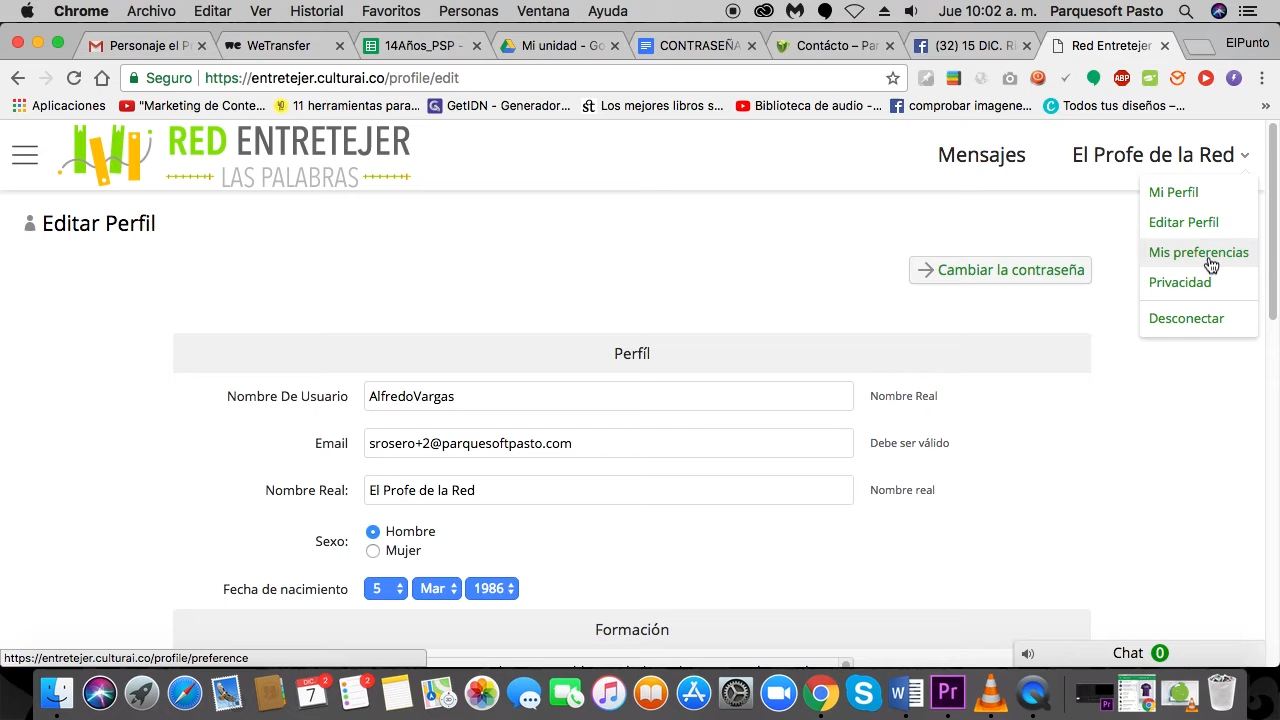 Chrome Archivo Editar Ver Historial Favoritos Personas Ventana Ayuda Jue 10:02 a. m. Parquesoft Pasto
Personaje el P WeTransfer 14Años_PSP - Mi unidad - Go CONTRASEÑA Contácto – Par (32) 15 DIC. RI Red Entretejer ElPunto
Seguro https://entretejer.culturai.co/profile/edit
Aplicaciones "Marketing de Conte... 11 herramientas para... GetIDN - Generador... Los mejores libros s... Biblioteca de audio -... comprobar imagene... Todos tus diseños –... »
RED ENTRETEJER
LAS PALABRAS
Mensajes El Profe de la Red
Mi Perfil
Editar Perfil
Mis preferencias
Privacidad
Desconectar
Editar Perfil
Cambiar la contraseña
Perfíl
Nombre De Usuario AlfredoVargas Nombre Real
Email srosero+2@parquesoftpasto.com Debe ser válido
Nombre Real: El Profe de la Red Nombre real
Sexo: Hombre
Mujer
Fecha de nacimiento 5 Mar 1986
Formación
https://entretejer.culturai.co/profile/preference
Chat 0